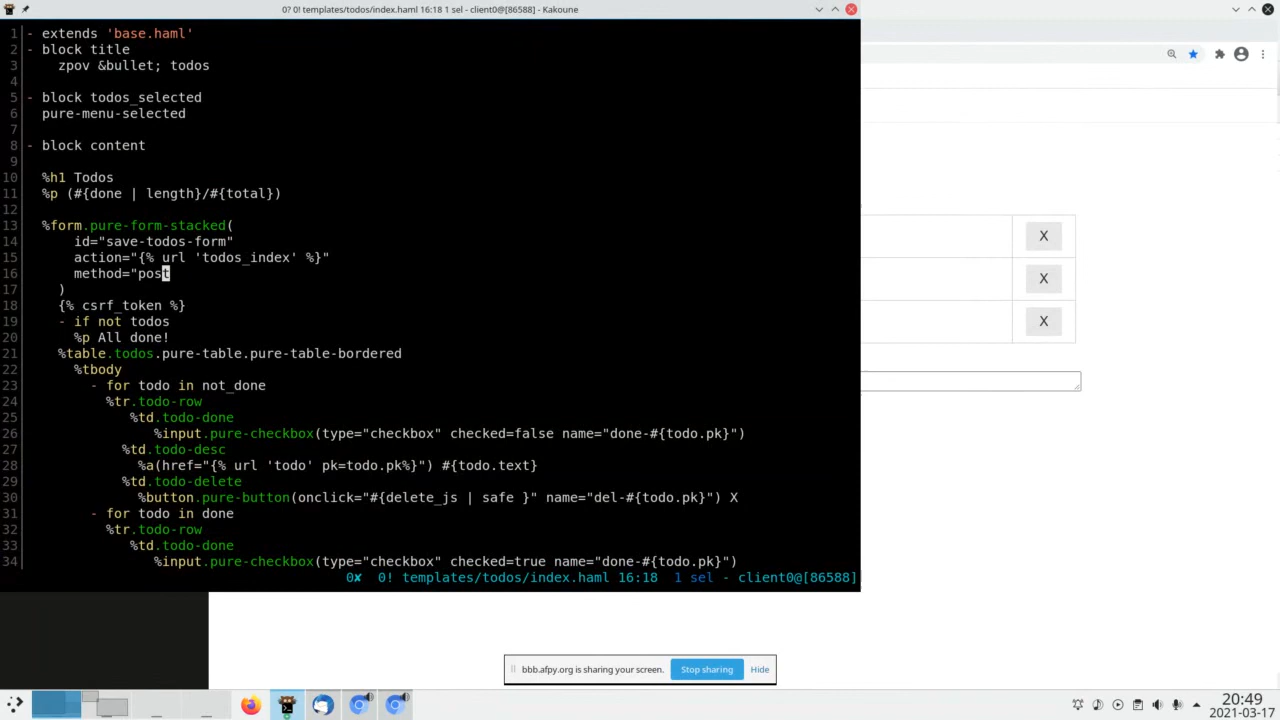 0? 0! templates/todos/index.haml 16:18 1 sel - client0@[86588] - Kakoune
1 - extends 'base.haml'
2 - block title
3 zpov &bullet; todos
4
5 - block todos_selected
6 pure-menu-selected
7
8 - block content
9
10 %h1 Todos
11 %p (#{done | length}/#{total})
12
13 %form.pure-form-stacked(
14 id="save-todos-form"
15 action="{% url 'todos_index' %}"
16 method="post
17 )
18 {% csrf_token %}
19 - if not todos
20 %p All done!
21 %table.todos.pure-table.pure-table-bordered
22 %tbody
23 - for todo in not_done
24 %tr.todo-row
25 %td.todo-done
26 %input.pure-checkbox(type="checkbox" checked=false name="done-#{todo.pk}")
27 %td.todo-desc
28 %a(href="{% url 'todo' pk=todo.pk%}") #{todo.text}
29 %td.todo-delete
30 %button.pure-button(onclick="#{delete_js | safe }" name="del-#{todo.pk}") X
31 - for todo in done
32 %tr.todo-row
33 %td.todo-done
34 %input.pure-checkbox(type="checkbox" checked=true name="done-#{todo.pk}")
0✘ 0! templates/todos/index.haml 16:18 1 sel - client0@[86588]
X
X
X
bbb.afpy.org is sharing your screen.
Stop sharing
Hide
20:49
2021-03-17